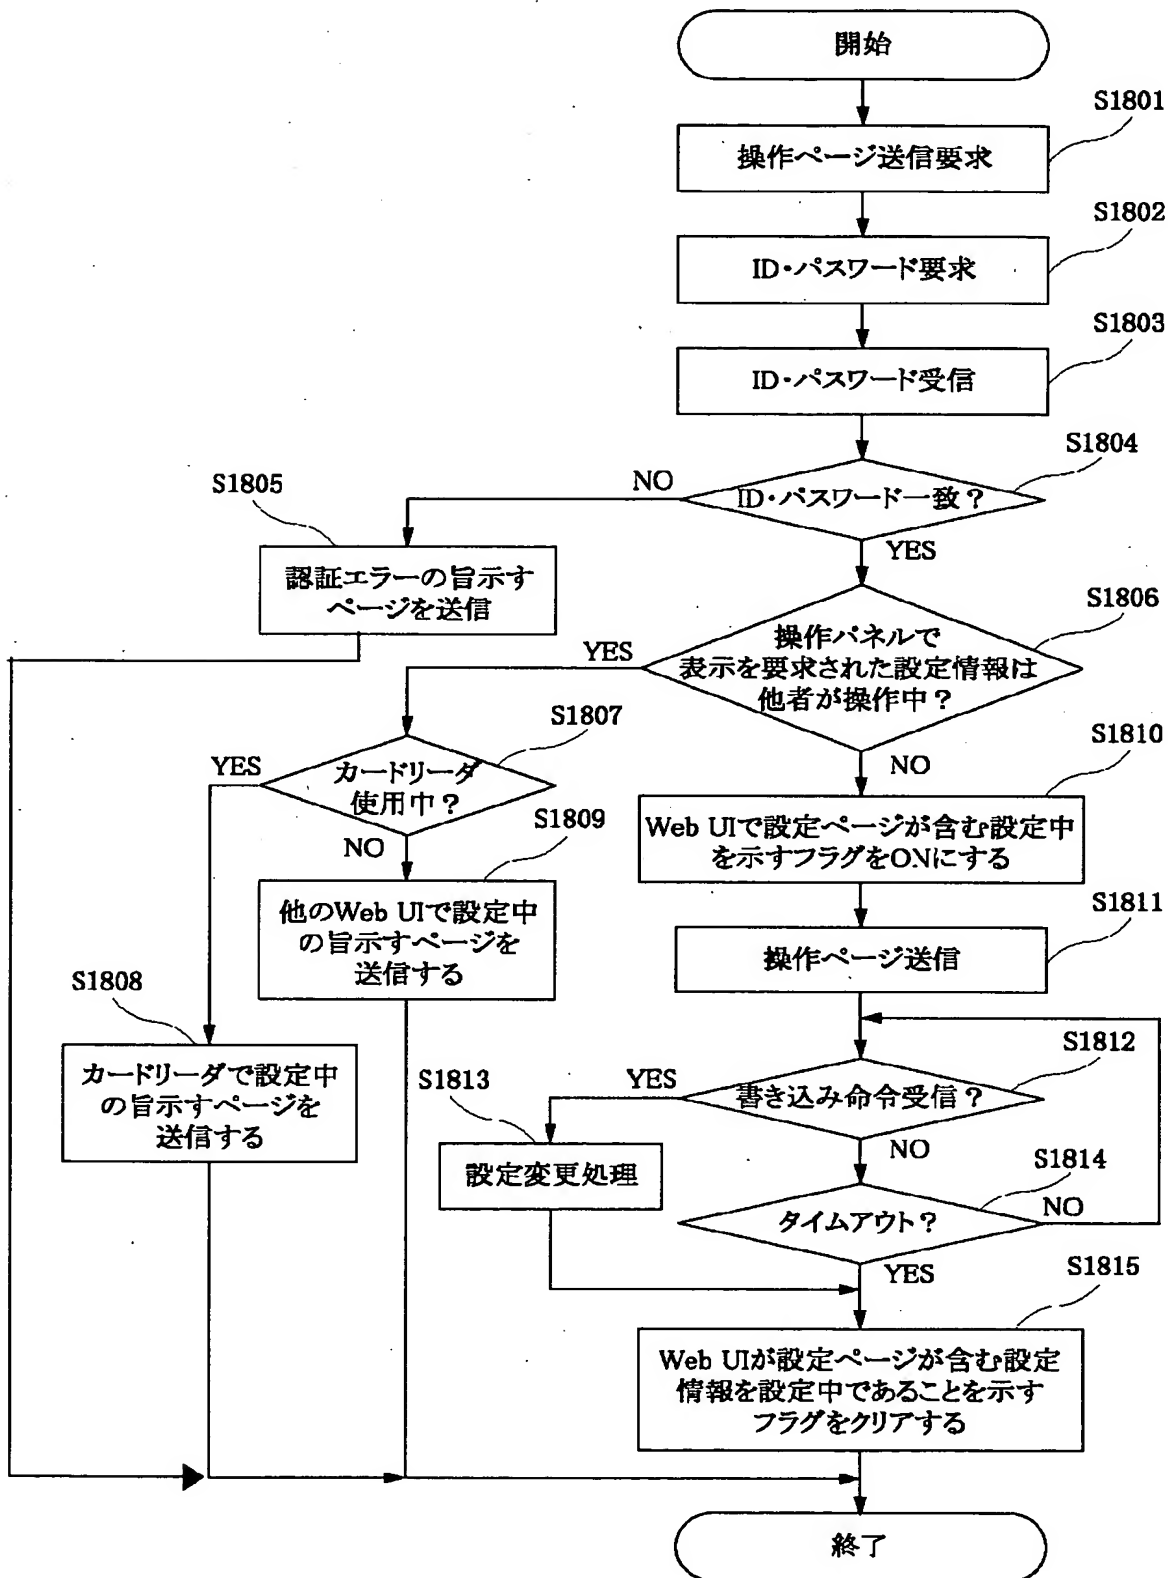 開始
S1801
操作ページ送信要求
S1802
ID・パスワード要求
S1803
ID・パスワード受信
S1804
ID・パスワード一致？
NO
YES
S1805
認証エラーの旨示す
ページを送信
S1806
操作パネルで
表示を要求された設定情報は
他者が操作中？
YES
NO
S1807
カードリーダ
使用中？
YES
NO
S1808
カードリーダで設定中
の旨示すページを
送信する
S1809
他のWeb UIで設定中
の旨示すページを
送信する
S1810
Web UIで設定ページが含む設定中
を示すフラグをONにする
S1811
操作ページ送信
S1812
書き込み命令受信？
YES
NO
S1813
設定変更処理
S1814
タイムアウト？
NO
YES
S1815
Web UIが設定ページが含む設定
情報を設定中であることを示す
フラグをクリアする
終了